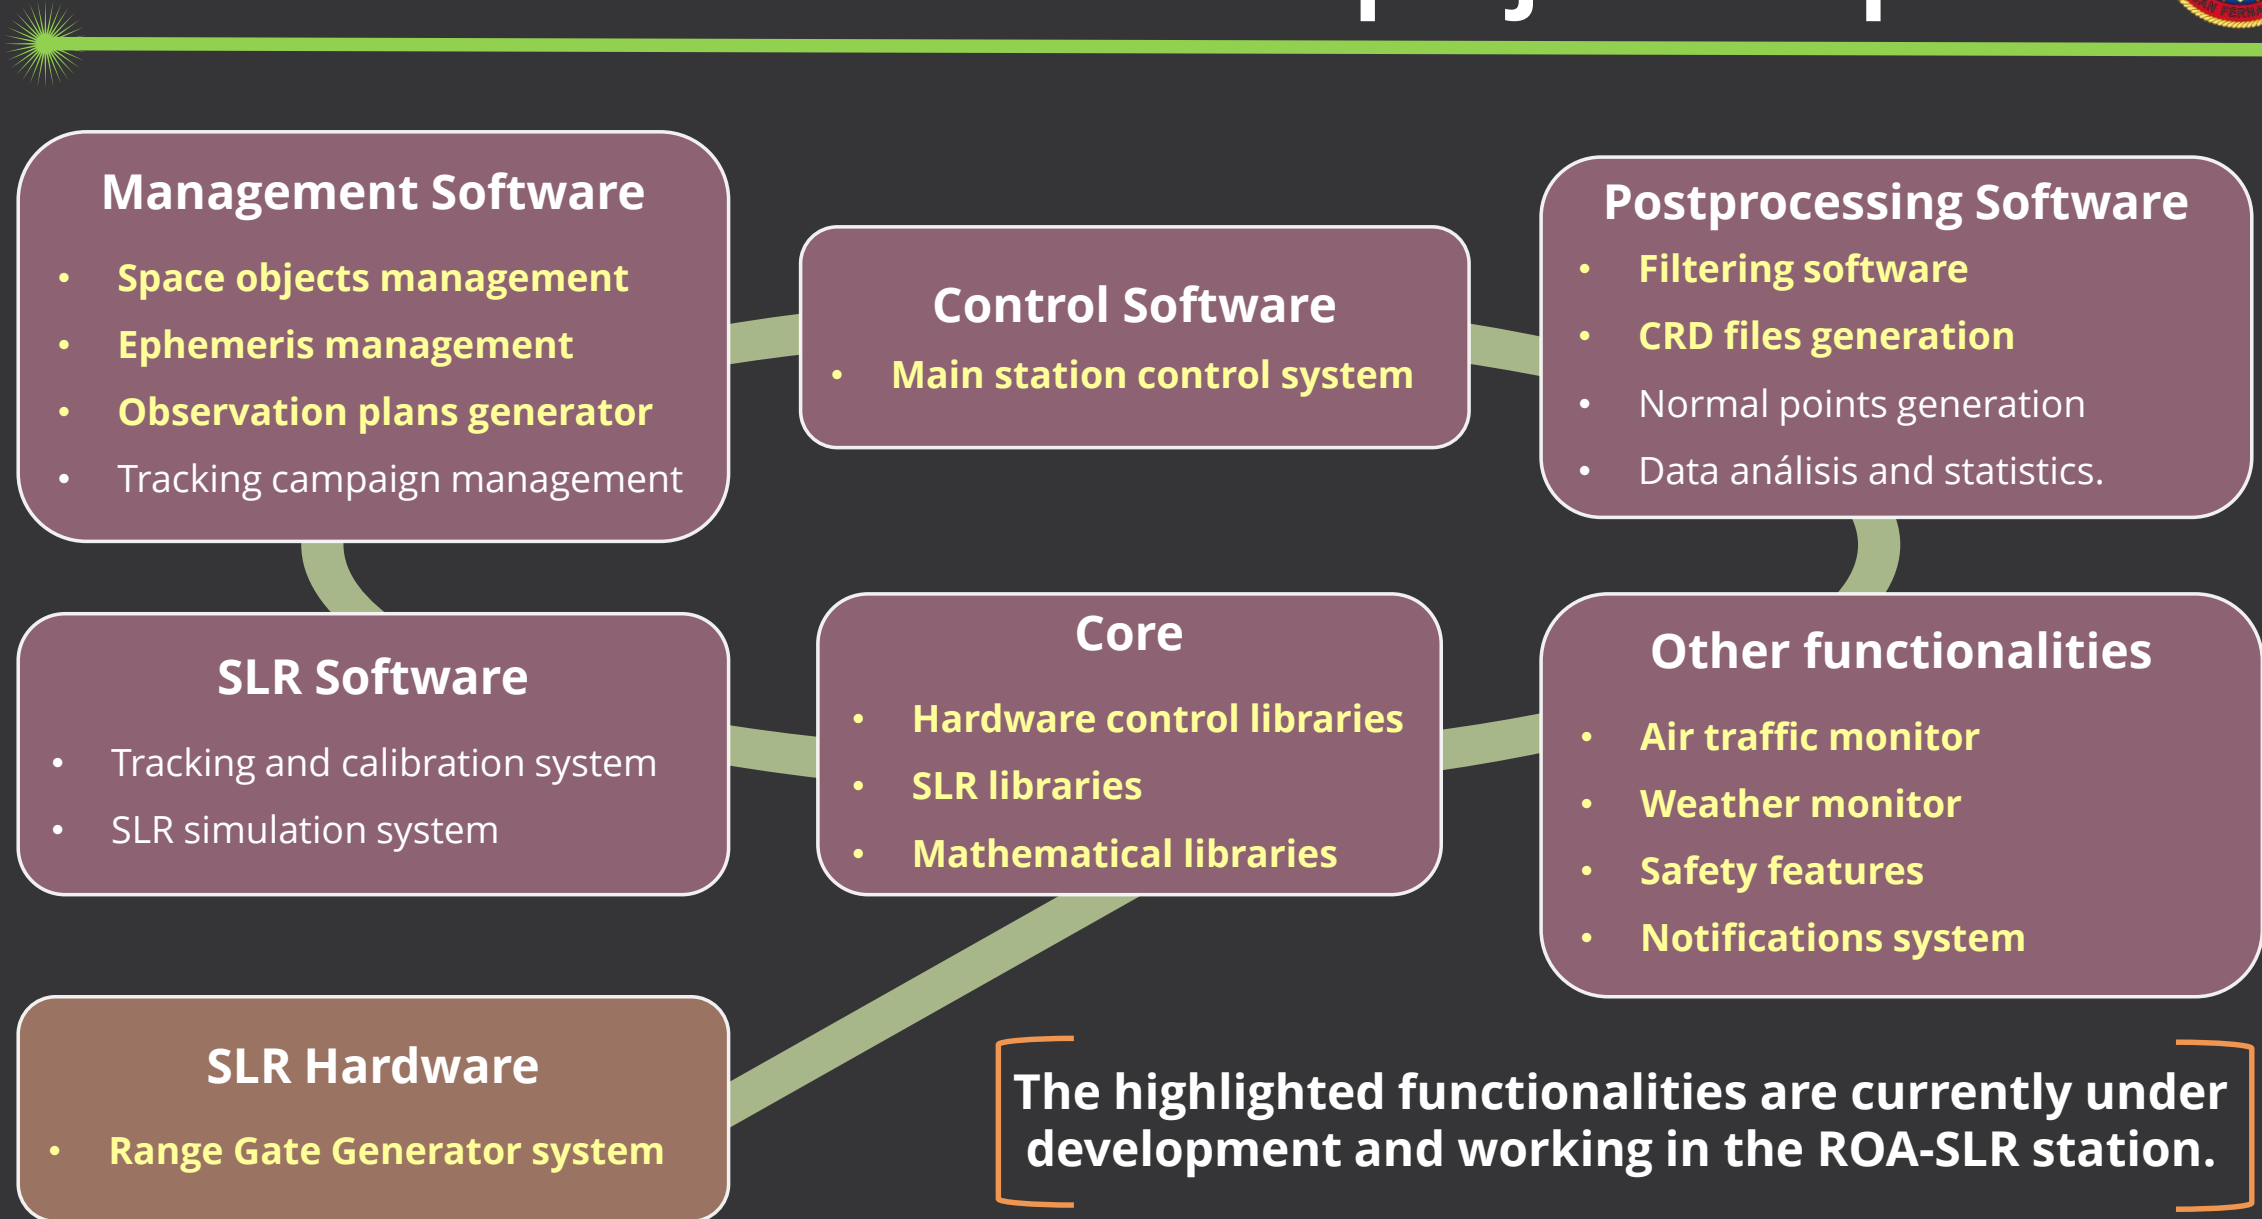 Management Software
• Space objects management
• Ephemeris management
• Observation plans generator
• Tracking campaign management
Control Software
• Main station control system
Postprocessing Software
• Filtering software
• CRD files generation
• Normal points generation
• Data análisis and statistics.
SLR Software
• Tracking and calibration system
• SLR simulation system
Core
• Hardware control libraries
• SLR libraries
• Mathematical libraries
Other functionalities
• Air traffic monitor
• Weather monitor
• Safety features
• Notifications system
SLR Hardware
• Range Gate Generator system
The highlighted functionalities are currently under
development and working in the ROA-SLR station.